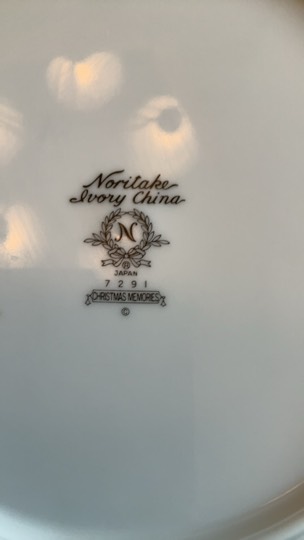 Noritake
Ivory China
N
®
JAPAN
7291
CHRISTMAS MEMORIES
©